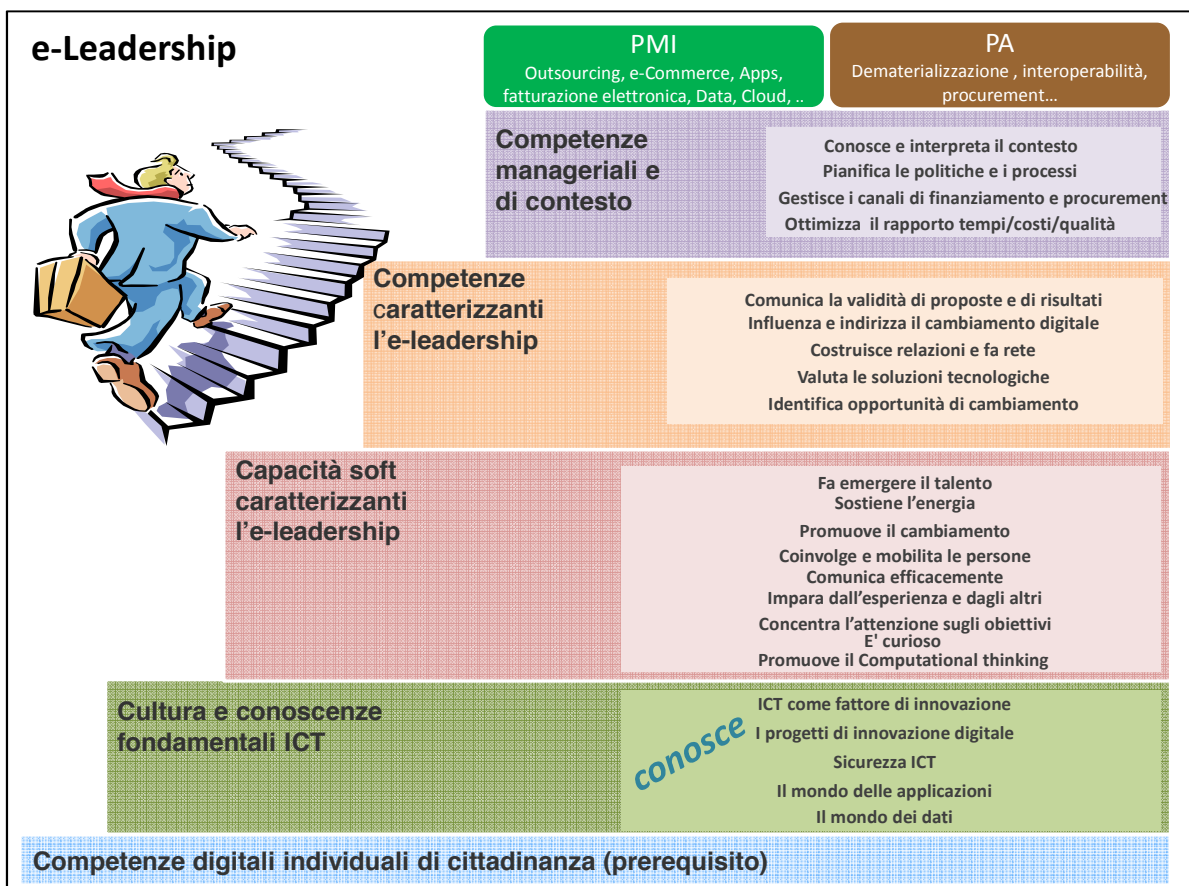 e-Leadership
PMI
Outsourcing, e-Commerce, Apps,
fatturazione elettronica, Data, Cloud, ..
PA
Dematerializzazione , interoperabilità,
procurement...
Competenze
manageriali e
di contesto
Conosce e interpreta il contesto
Pianifica le politiche e i processi
Gestisce i canali di finanziamento e procurement
Ottimizza il rapporto tempi/costi/qualità
Competenze
caratterizzanti
l'e-leadership
Comunica la validità di proposte e di risultati
Influenza e indirizza il cambiamento digitale
Costruisce relazioni e fa rete
Valuta le soluzioni tecnologiche
Identifica opportunità di cambiamento
Capacità soft
caratterizzanti
l'e-leadership
Fa emergere il talento
Sostiene l'energia
Promuove il cambiamento
Coinvolge e mobilita le persone
Comunica efficacemente
Impara dall'esperienza e dagli altri
Concentra l'attenzione sugli obiettivi
E' curioso
Promuove il Computational thinking
Cultura e conoscenze
fondamentali ICT
conosce
ICT come fattore di innovazione
I progetti di innovazione digitale
Sicurezza ICT
Il mondo delle applicazioni
Il mondo dei dati
Competenze digitali individuali di cittadinanza (prerequisito)